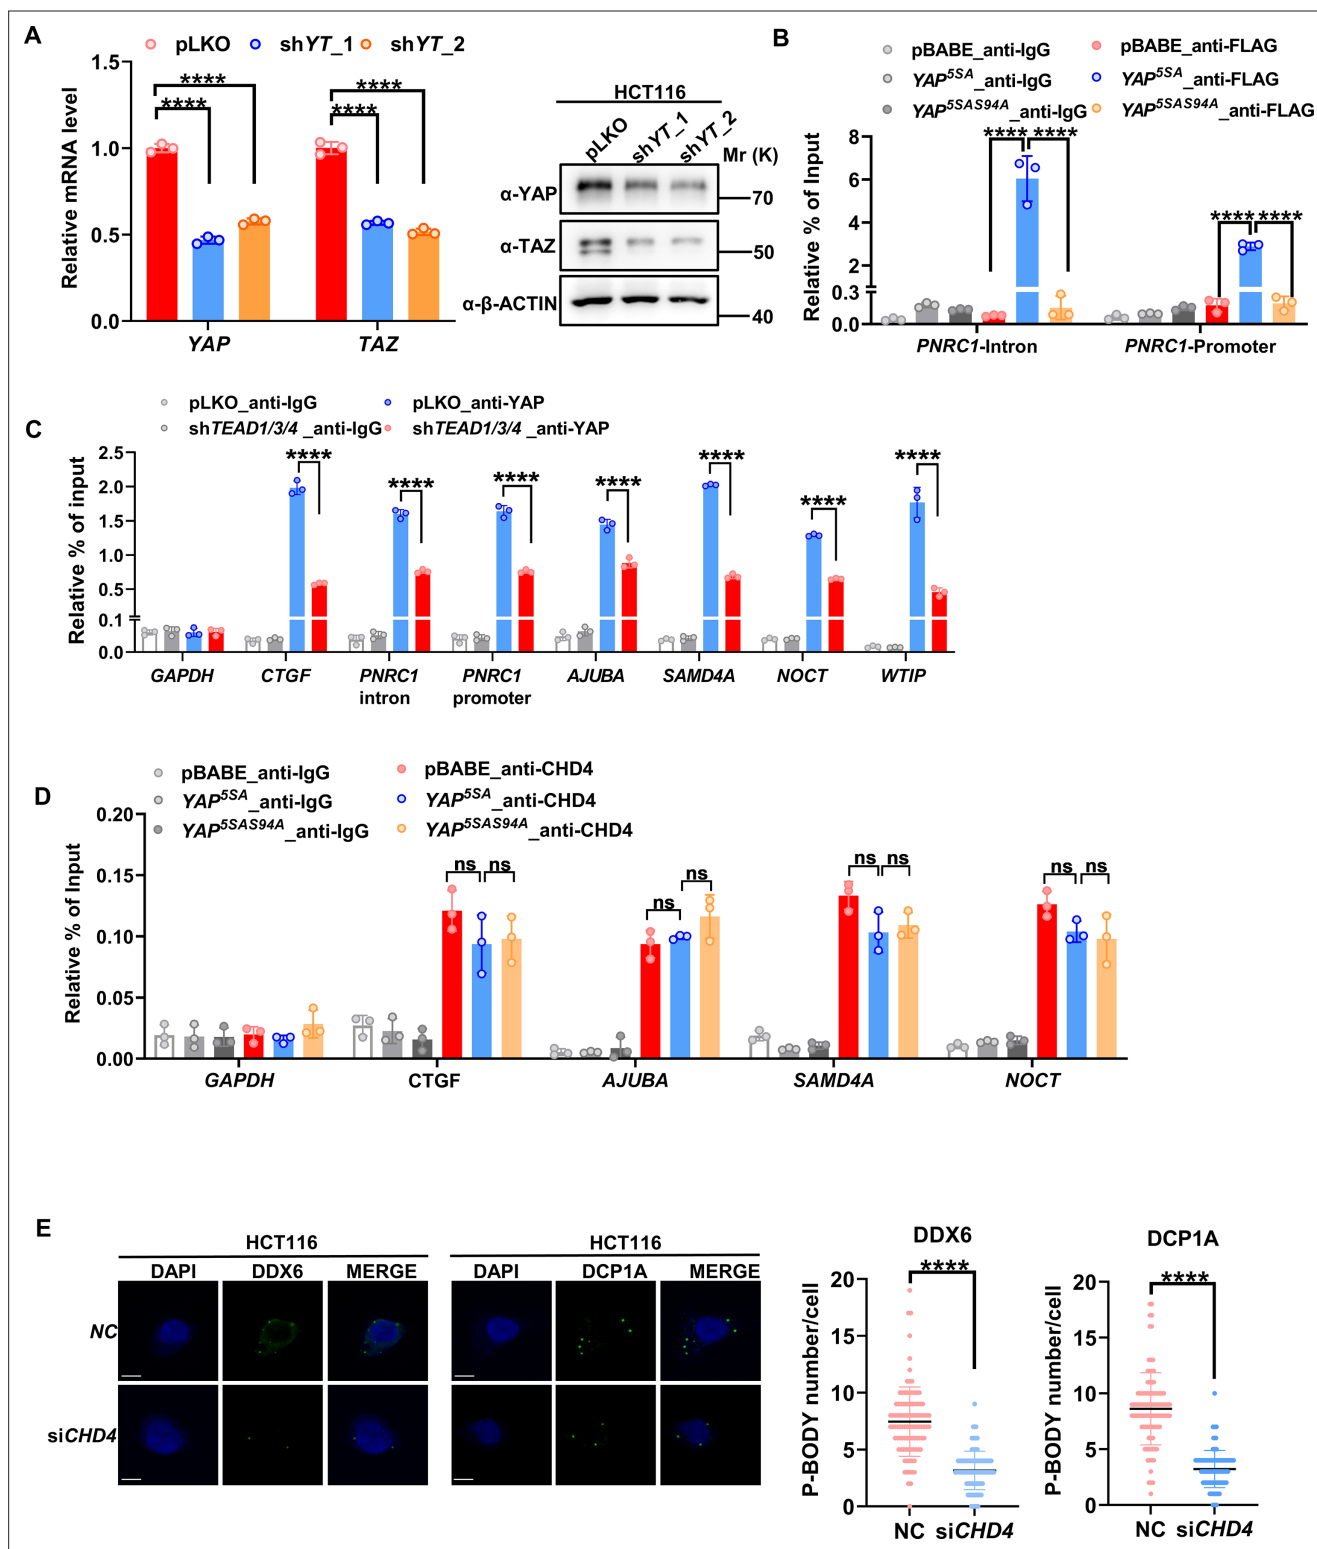 A
pLKO shYT_1 shYT_2
Relative mRNA level
1.5
1.0
0.5
0.0
**** ****
**** ****
YAP TAZ
HCT116
pLKO shYT_1 shYT_2
Mr (K)
α-YAP 70
α-TAZ 50
α-β-ACTIN 40
B
pBABE_anti-IgG pBABE_anti-FLAG
YAP5SA_anti-IgG YAP5SA_anti-FLAG
YAP5SAS94A_anti-IgG YAP5SAS94A_anti-FLAG
Relative % of Input
8
6
4
2
0.3
0.0
**** ****
**** ****
PNRC1-Intron PNRC1-Promoter
C
pLKO_anti-IgG pLKO_anti-YAP
shTEAD1/3/4 _anti-IgG shTEAD1/3/4 _anti-YAP
Relative % of input
2.5
2.0
1.5
1.0
0.5
0.1
0.0
**** **** **** **** **** **** ****
GAPDH CTGF PNRC1 PNRC1 AJUBA SAMD4A NOCT WTIP
intron promoter
D
pBABE_anti-IgG pBABE_anti-CHD4
YAP5SA_anti-IgG YAP5SA_anti-CHD4
YAP5SAS94A_anti-IgG YAP5SAS94A_anti-CHD4
Relative % of Input
0.20
0.15
0.10
0.05
0.00
ns ns ns ns ns ns ns ns
GAPDH CTGF AJUBA SAMD4A NOCT
E
HCT116 HCT116
DAPI DDX6 MERGE DAPI DCP1A MERGE
NC
siCHD4
DDX6
****
P-BODY number/cell
20
15
10
5
0
NC siCHD4
DCP1A
****
P-BODY number/cell
20
15
10
5
0
NC siCHD4